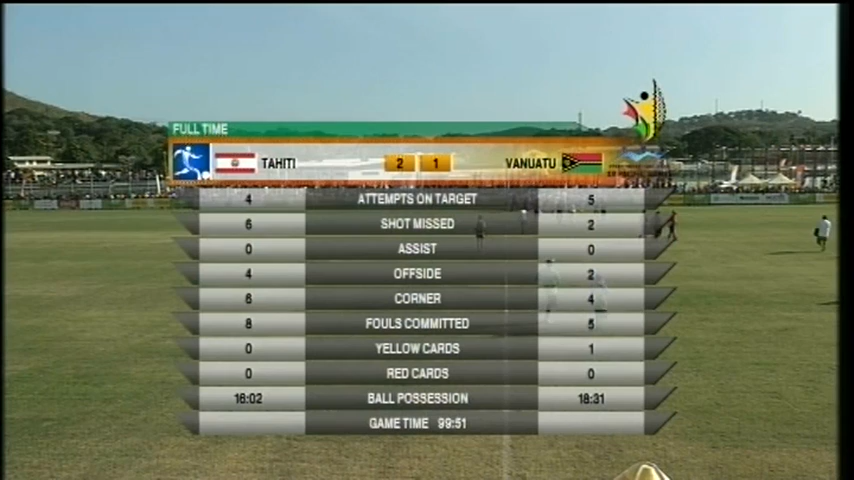 FULL TIME
TAHITI 2 1 VANUATU
4 ATTEMPTS ON TARGET 5
6 SHOT MISSED 2
0 ASSIST 0
4 OFFSIDE 2
6 CORNER 4
8 FOULS COMMITTED 5
0 YELLOW CARDS 1
0 RED CARDS 0
16:02 BALL POSSESSION 18:31
GAME TIME 99:51